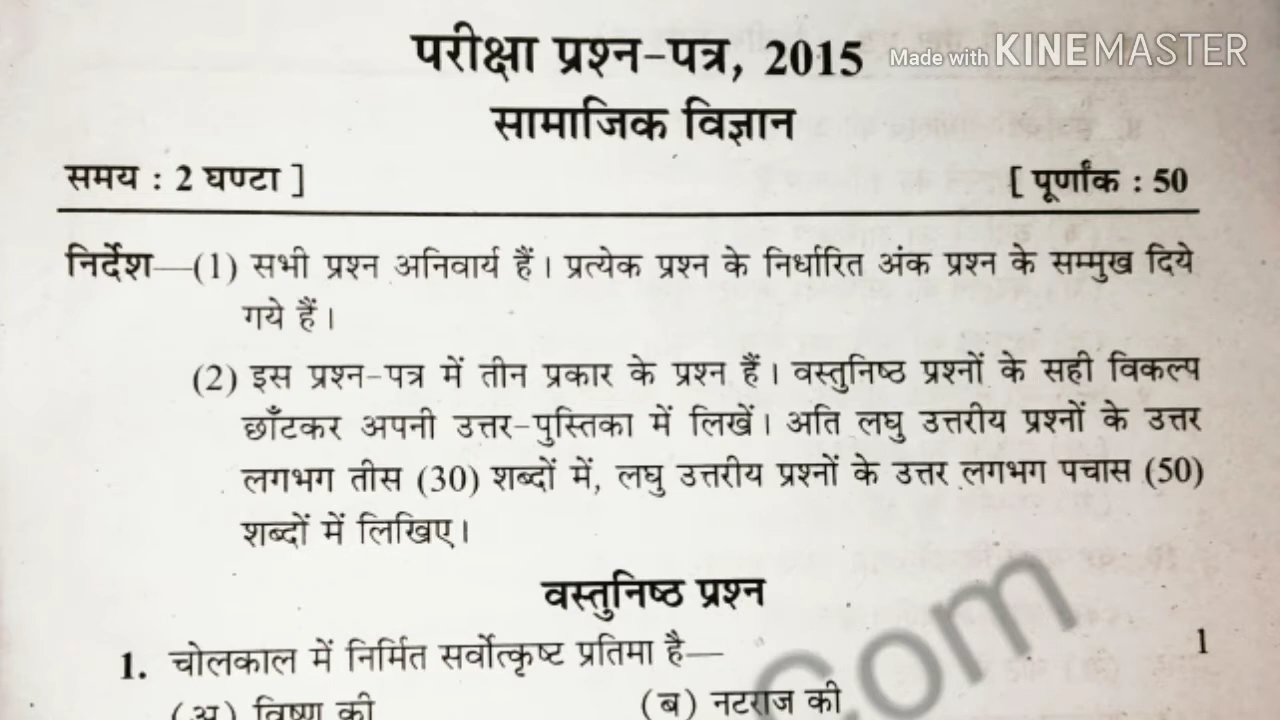 परीक्षा प्रश्न-पत्र, 2015
Made with KINEMASTER
सामाजिक विज्ञान
समय : 2 घण्टा ]
[ पूर्णांक : 50
निर्देश—(1) सभी प्रश्न अनिवार्य हैं। प्रत्येक प्रश्न के निर्धारित अंक प्रश्न के सम्मुख दिये
गये हैं।
(2) इस प्रश्न-पत्र में तीन प्रकार के प्रश्न हैं। वस्तुनिष्ठ प्रश्नों के सही विकल्प
छाँटकर अपनी उत्तर-पुस्तिका में लिखें। अति लघु उत्तरीय प्रश्नों के उत्तर
लगभग तीस (30) शब्दों में, लघु उत्तरीय प्रश्नों के उत्तर लगभग पचास (50)
शब्दों में लिखिए।
वस्तुनिष्ठ प्रश्न
1. चोलकाल में निर्मित सर्वोत्कृष्ट प्रतिमा है— 1
(अ) विष्णु की (ब) नटराज की
.Com